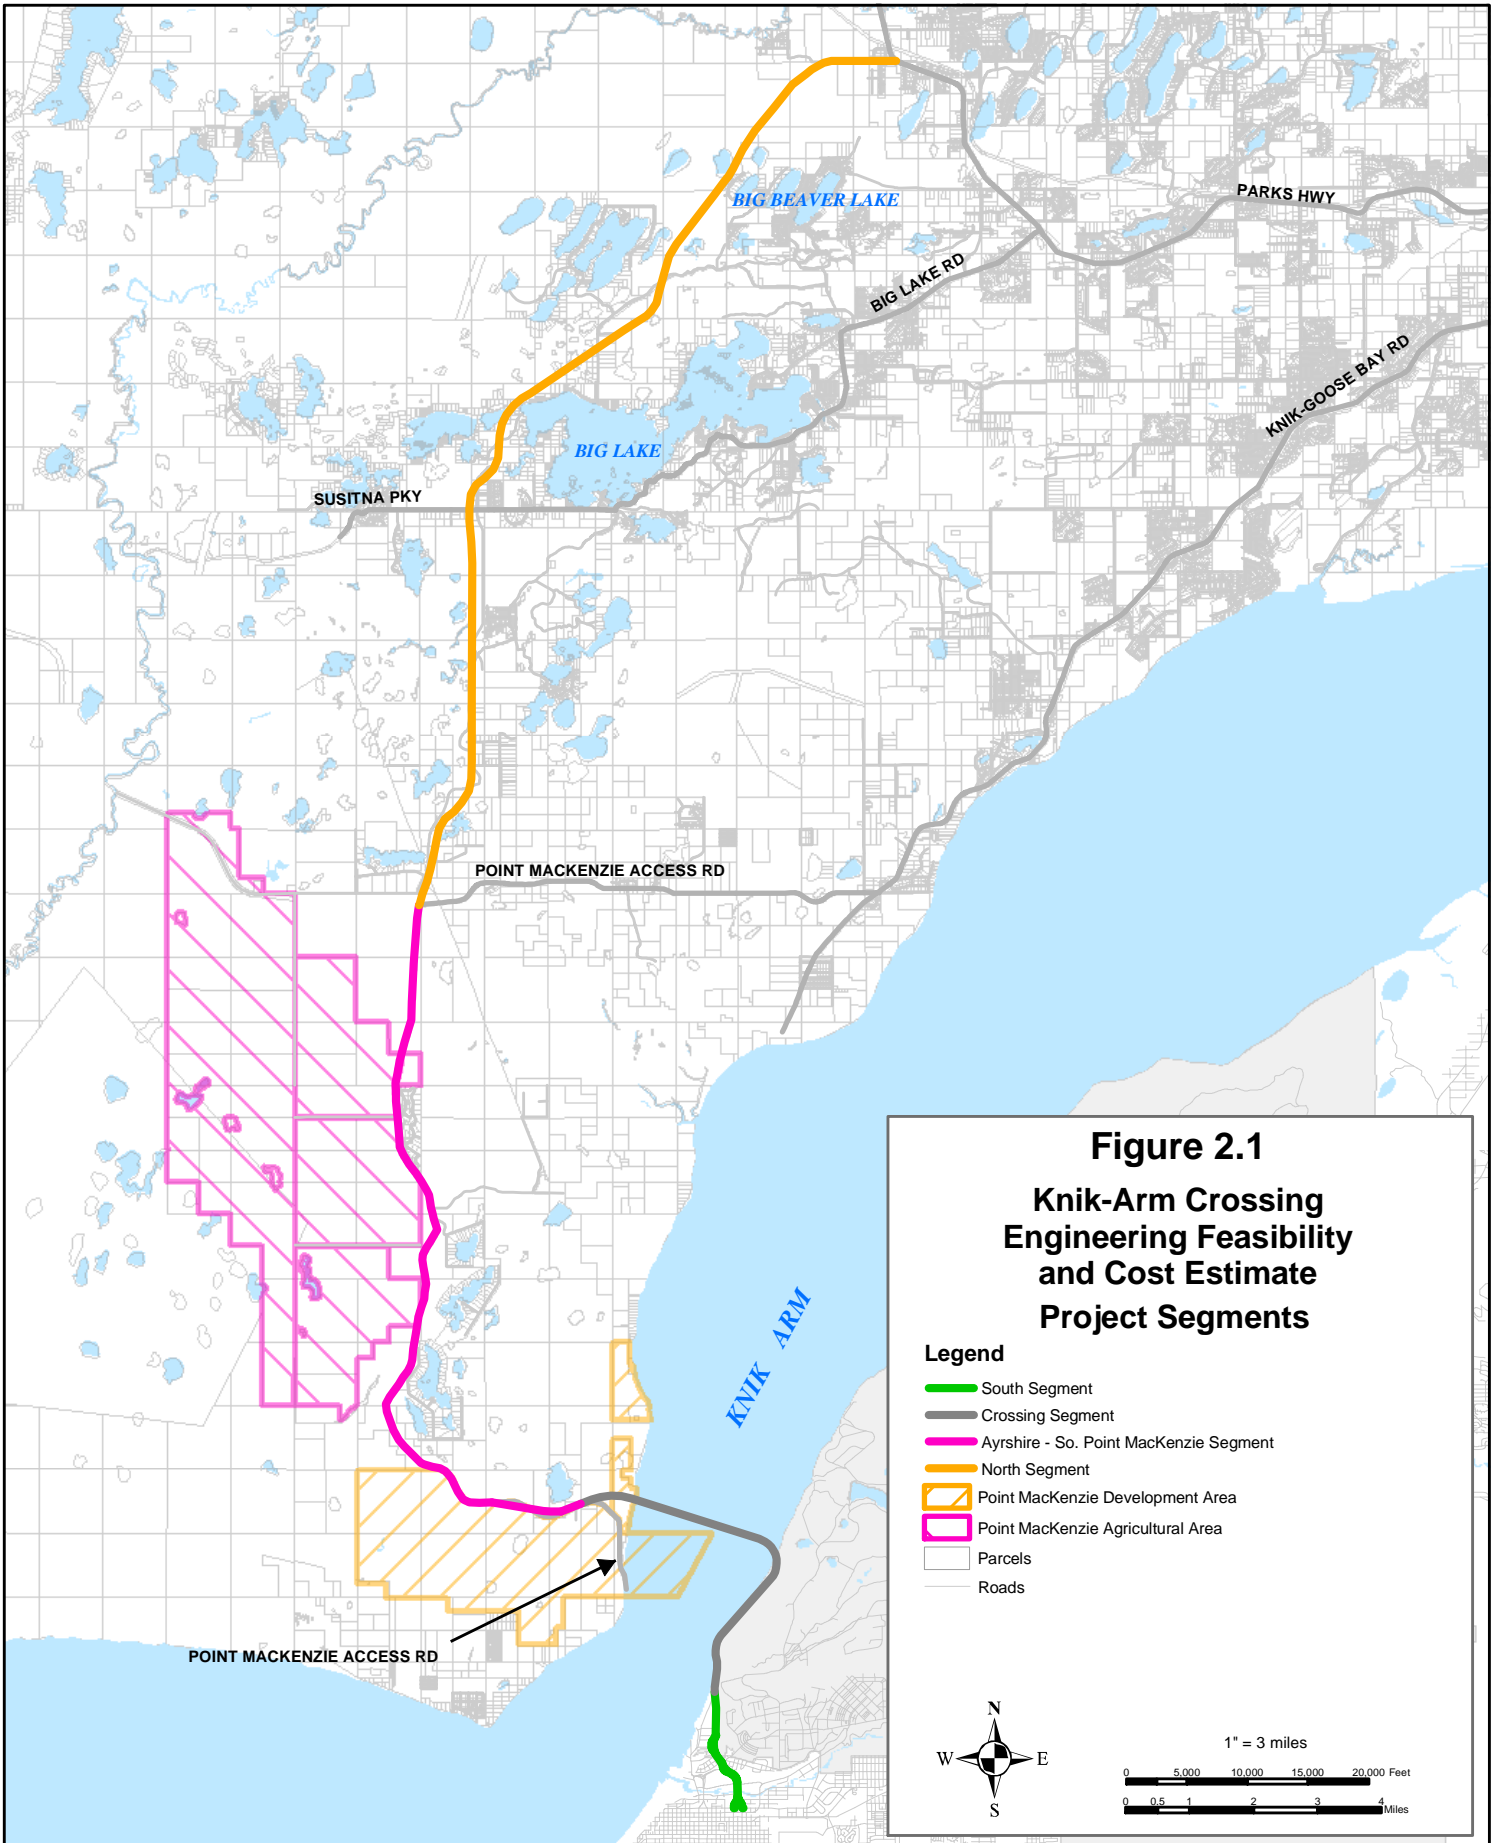 BIG BEAVER LAKE
PARKS HWY
BIG LAKE RD
KNIK-GOOSE BAY RD
BIG LAKE
SUSITNA PKY
POINT MACKENZIE ACCESS RD
KNIK ARM
POINT MACKENZIE ACCESS RD
Figure 2.1
Knik-Arm Crossing
Engineering Feasibility
and Cost Estimate
Project Segments
Legend
South Segment
Crossing Segment
Ayrshire - So. Point MacKenzie Segment
North Segment
Point MacKenzie Development Area
Point MacKenzie Agricultural Area
Parcels
Roads
N
W E
S
1" = 3 miles
0 5,000 10,000 15,000 20,000 Feet
0 0.5 1 2 3 4 Miles